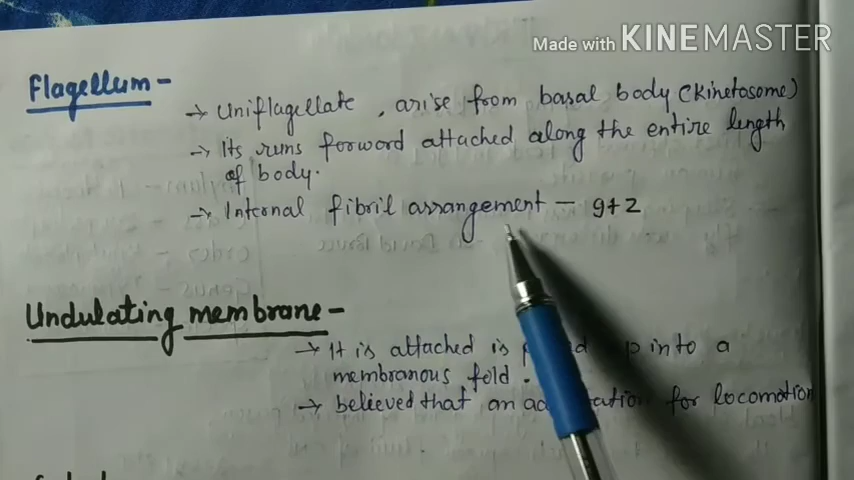 Made with KINEMASTER
Flagellum -
→ Uniflagellate, arise from basal body (Kinetosome)
→ Its runs forward attached along the entire length
of body.
→ Internal fibril arrangement - 9+2
Undulating membrane -
→ It is attached is up into a
membranous fold.
→ believed that an for locomotion